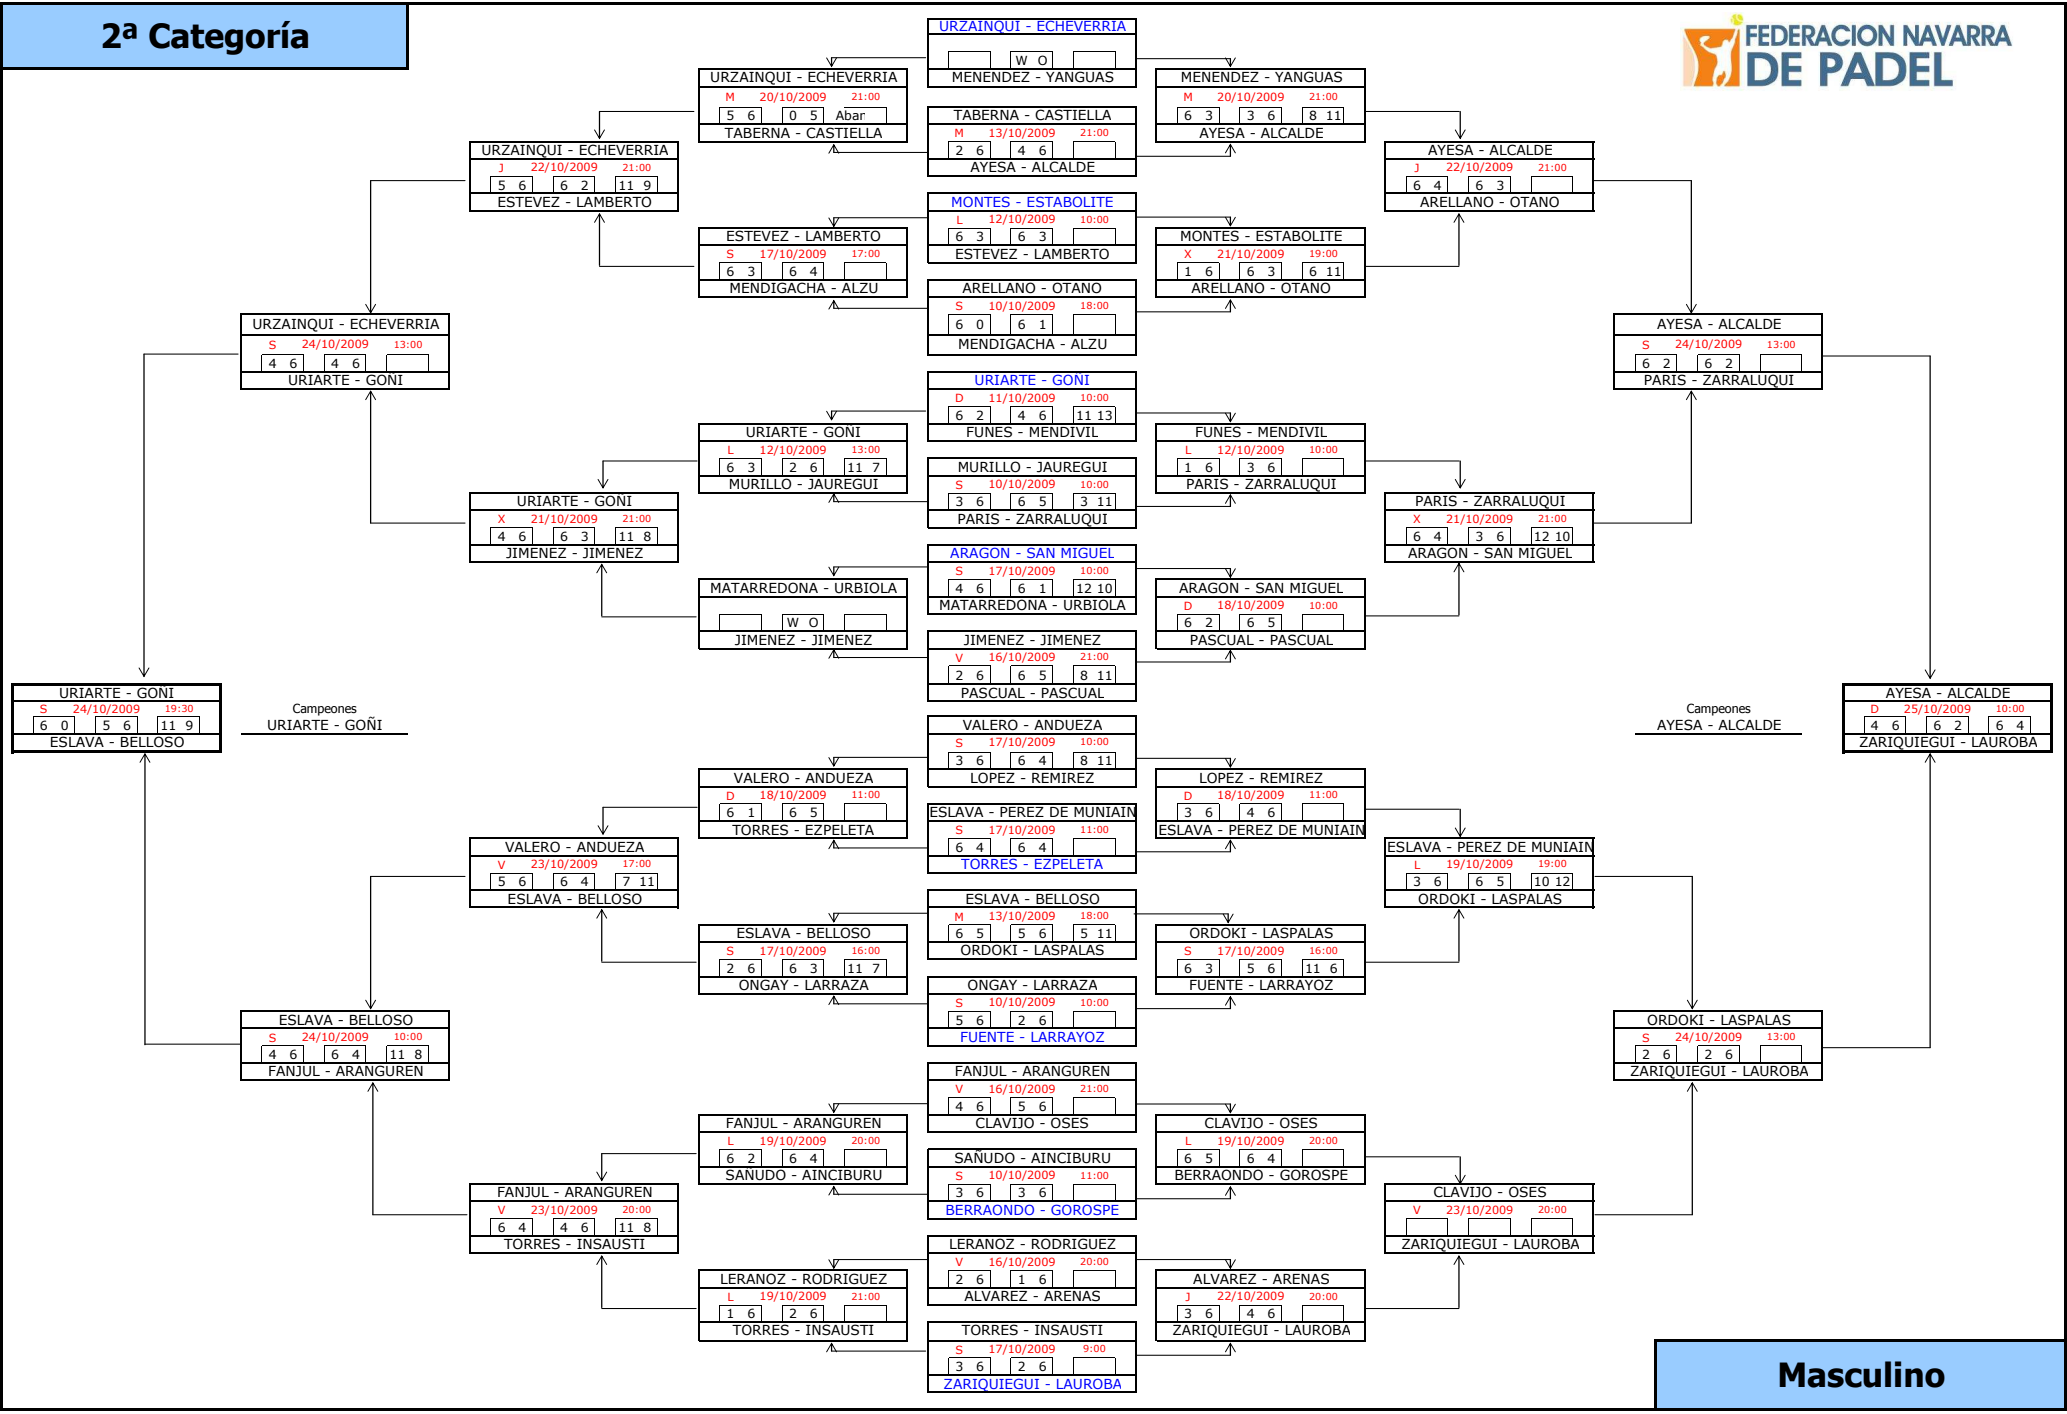 2ª Categoría
FEDERACION NAVARRA
DE PADEL
URZAINQUI - ECHEVERRIA
W O
MENENDEZ - YANGUAS
TABERNA - CASTIELLA
M 13/10/2009 21:00
2 6 4 6
AYESA - ALCALDE
MONTES - ESTABOLITE
L 12/10/2009 10:00
6 3 6 3
ESTEVEZ - LAMBERTO
ARELLANO - OTANO
S 10/10/2009 18:00
6 0 6 1
MENDIGACHA - ALZU
URIARTE - GOÑI
D 11/10/2009 10:00
6 2 4 6 11 13
FUNES - MENDIVIL
MURILLO - JAUREGUI
S 10/10/2009 10:00
3 6 6 5 3 11
PARIS - ZARRALUQUI
ARAGON - SAN MIGUEL
S 17/10/2009 10:00
4 6 6 1 12 10
MATARREDONA - URBIOLA
JIMENEZ - JIMENEZ
V 16/10/2009 21:00
2 6 6 5 8 11
PASCUAL - PASCUAL
VALERO - ANDUEZA
S 17/10/2009 10:00
3 6 6 4 8 11
LOPEZ - REMIREZ
ESLAVA - PEREZ DE MUNIAIN
S 17/10/2009 11:00
6 4 6 4
TORRES - EZPELETA
ESLAVA - BELLOSO
M 13/10/2009 18:00
6 5 5 6 5 11
ORDOKI - LASPALAS
ONGAY - LARRAZA
S 10/10/2009 10:00
5 6 2 6
FUENTE - LARRAYOZ
FANJUL - ARANGUREN
V 16/10/2009 21:00
4 6 5 6
CLAVIJO - OSES
SAÑUDO - AINCIBURU
S 10/10/2009 11:00
3 6 3 6
BERRAONDO - GOROSPE
LERANOZ - RODRIGUEZ
V 16/10/2009 20:00
2 6 1 6
ALVAREZ - ARENAS
TORRES - INSAUSTI
S 17/10/2009 9:00
3 6 2 6
ZARIQUIEGUI - LAUROBA
URZAINQUI - ECHEVERRIA
M 20/10/2009 21:00
5 6 0 5 Abar
TABERNA - CASTIELLA
ESTEVEZ - LAMBERTO
S 17/10/2009 17:00
6 3 6 4
MENDIGACHA - ALZU
URIARTE - GOÑI
L 12/10/2009 13:00
6 3 2 6 11 7
MURILLO - JAUREGUI
MATARREDONA - URBIOLA
W O
JIMENEZ - JIMENEZ
VALERO - ANDUEZA
D 18/10/2009 11:00
6 1 6 5
TORRES - EZPELETA
ESLAVA - BELLOSO
S 17/10/2009 16:00
2 6 6 3 11 7
ONGAY - LARRAZA
FANJUL - ARANGUREN
L 19/10/2009 20:00
6 2 6 4
SAÑUDO - AINCIBURU
LERANOZ - RODRIGUEZ
L 19/10/2009 21:00
1 6 2 6
TORRES - INSAUSTI
URZAINQUI - ECHEVERRIA
J 22/10/2009 21:00
5 6 6 2 11 9
ESTEVEZ - LAMBERTO
URIARTE - GOÑI
X 21/10/2009 21:00
4 6 6 3 11 8
JIMENEZ - JIMENEZ
VALERO - ANDUEZA
V 23/10/2009 17:00
5 6 6 4 7 11
ESLAVA - BELLOSO
FANJUL - ARANGUREN
V 23/10/2009 20:00
6 4 4 6 11 8
TORRES - INSAUSTI
URZAINQUI - ECHEVERRIA
S 24/10/2009 13:00
4 6 4 6
URIARTE - GOÑI
ESLAVA - BELLOSO
S 24/10/2009 10:00
4 6 6 4 11 8
FANJUL - ARANGUREN
URIARTE - GOÑI
S 24/10/2009 19:30
6 0 5 6 11 9
ESLAVA - BELLOSO
Campeones
URIARTE - GOÑI
MENENDEZ - YANGUAS
M 20/10/2009 21:00
6 3 3 6 8 11
AYESA - ALCALDE
MONTES - ESTABOLITE
X 21/10/2009 19:00
1 6 6 3 6 11
ARELLANO - OTANO
FUNES - MENDIVIL
L 12/10/2009 10:00
1 6 3 6
PARIS - ZARRALUQUI
ARAGON - SAN MIGUEL
D 18/10/2009 10:00
6 2 6 5
PASCUAL - PASCUAL
LOPEZ - REMIREZ
D 18/10/2009 11:00
3 6 4 6
ESLAVA - PEREZ DE MUNIAIN
ORDOKI - LASPALAS
S 17/10/2009 16:00
6 3 5 6 11 6
FUENTE - LARRAYOZ
CLAVIJO - OSES
L 19/10/2009 20:00
6 5 6 4
BERRAONDO - GOROSPE
ALVAREZ - ARENAS
J 22/10/2009 20:00
3 6 4 6
ZARIQUIEGUI - LAUROBA
AYESA - ALCALDE
J 22/10/2009 21:00
6 4 6 3
ARELLANO - OTANO
PARIS - ZARRALUQUI
X 21/10/2009 21:00
6 4 3 6 12 10
ARAGON - SAN MIGUEL
ESLAVA - PEREZ DE MUNIAIN
L 19/10/2009 19:00
3 6 6 5 10 12
ORDOKI - LASPALAS
CLAVIJO - OSES
V 23/10/2009 20:00
ZARIQUIEGUI - LAUROBA
AYESA - ALCALDE
S 24/10/2009 13:00
6 2 6 2
PARIS - ZARRALUQUI
ORDOKI - LASPALAS
S 24/10/2009 13:00
2 6 2 6
ZARIQUIEGUI - LAUROBA
Campeones
AYESA - ALCALDE
AYESA - ALCALDE
D 25/10/2009 10:00
4 6 6 2 6 4
ZARIQUIEGUI - LAUROBA
Masculino